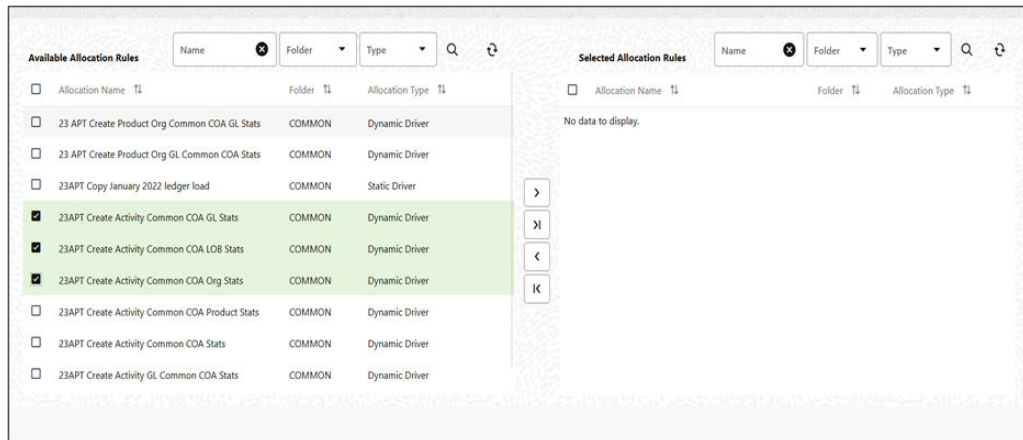 Available Allocation Rules Name Folder Type
Allocation Name Folder Allocation Type
23 APT Create Product Org Common COA GL Stats COMMON Dynamic Driver
23 APT Create Product Org GL Common COA Stats COMMON Dynamic Driver
23APT Copy January 2022 ledger load COMMON Static Driver
23APT Create Activity Common COA GL Stats COMMON Dynamic Driver
23APT Create Activity Common COA LOB Stats COMMON Dynamic Driver
23APT Create Activity Common COA Org Stats COMMON Dynamic Driver
23APT Create Activity Common COA Product Stats COMMON Dynamic Driver
23APT Create Activity Common COA Stats COMMON Dynamic Driver
23APT Create Activity GL Common COA Stats COMMON Dynamic Driver
Selected Allocation Rules Name Folder Type
Allocation Name Folder Allocation Type
No data to display.